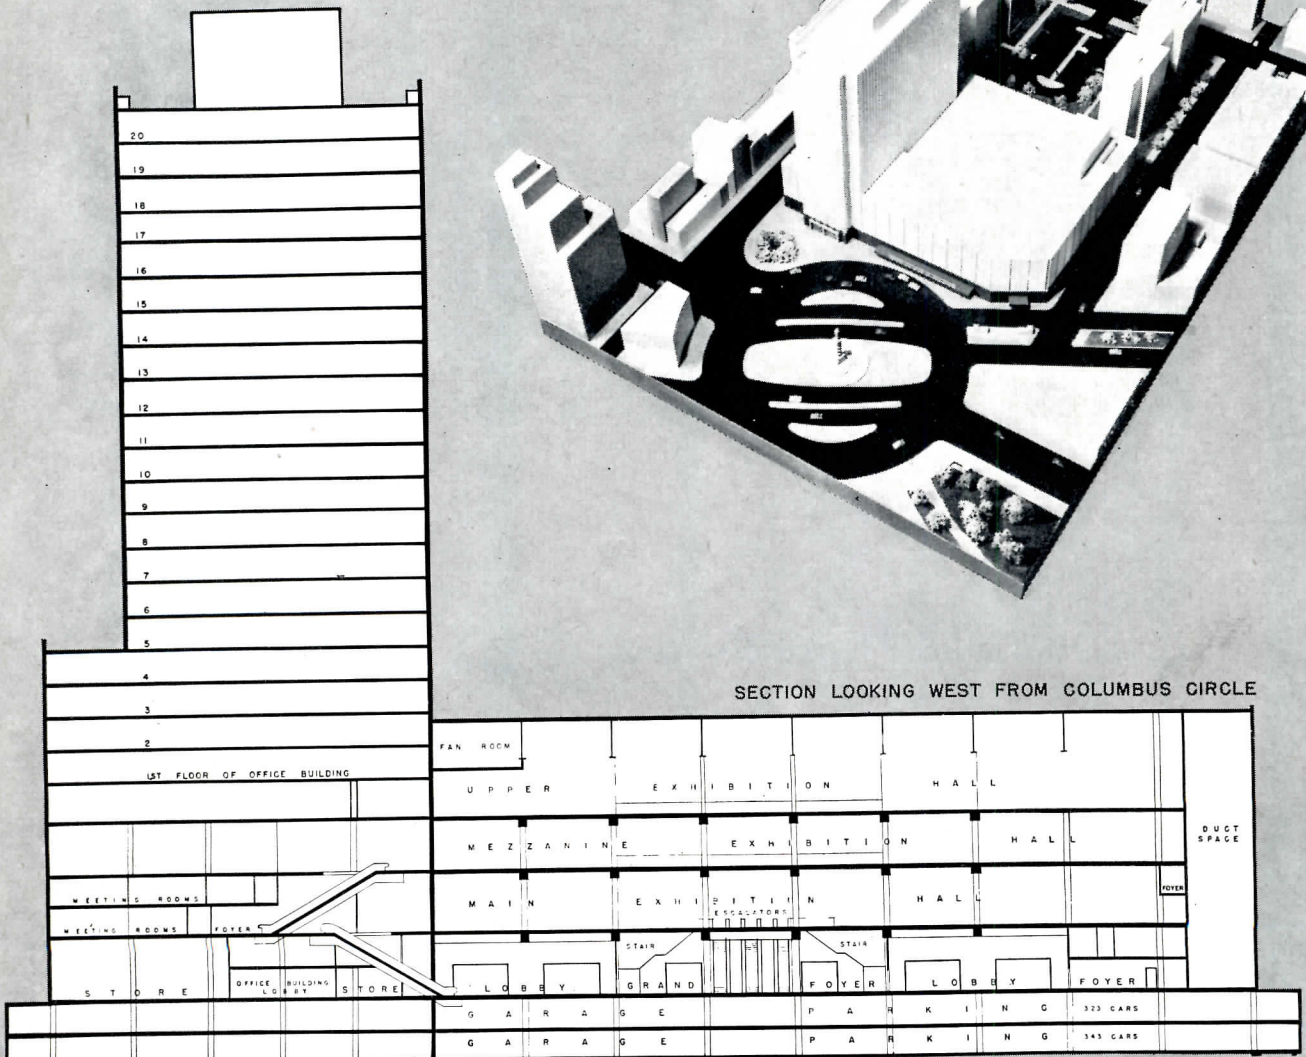 20
19
18
17
16
15
14
13
12
11
10
9
8
7
6
5
4
3
2
1ST FLOOR OF OFFICE BUILDING
SECTION LOOKING WEST FROM COLUMBUS CIRCLE
FAN ROOM
UPPER EXHIBITION HALL
MEZZANINE EXHIBITION HALL
DUCT
SPACE
MEETING ROOMS
MAIN EXHIBITION HALL
FOYER
ESCALATORS
MEETING ROOMS FOYER
STAIR STAIR
STORE
OFFICE BUILDING
LOBBY
STORE
LOBBY GRAND FOYER LOBBY FOYER
GARAGE PARKING 323 CARS
GARAGE PARKING 343 CARS